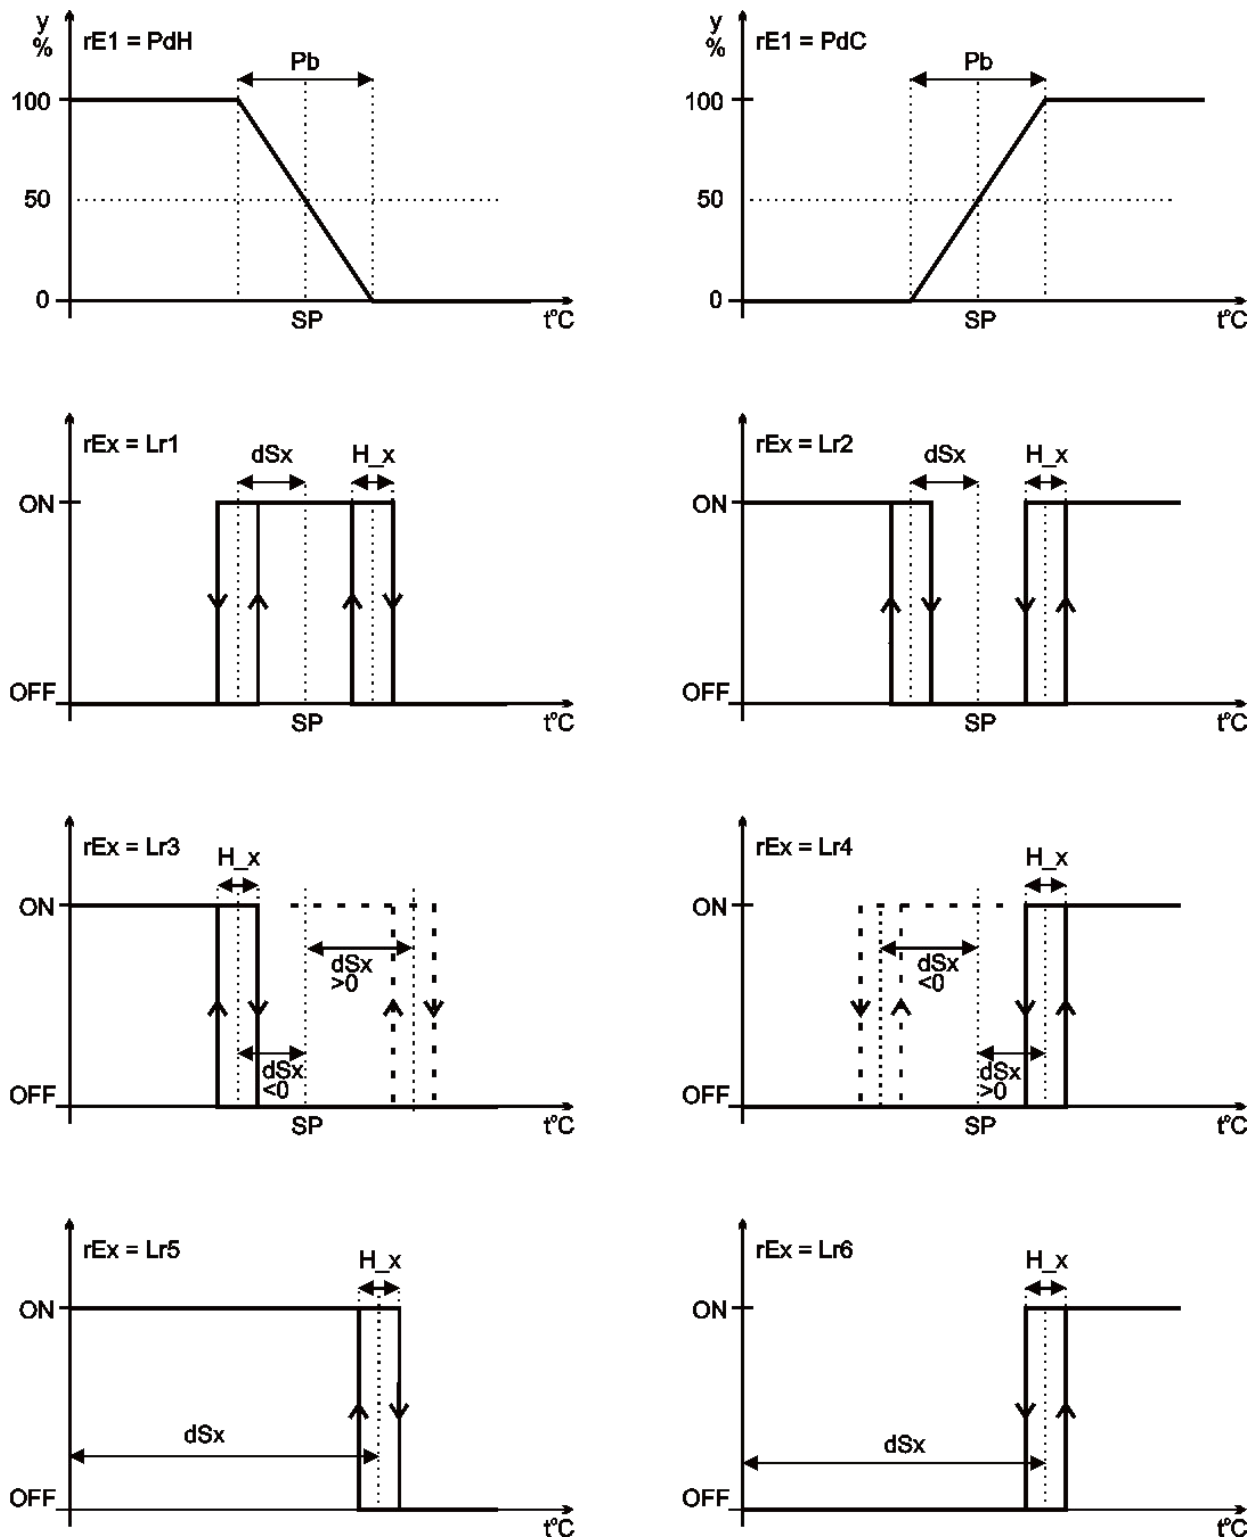 y
%
rE1 = PdH
Pb
100
50
0
SP
t°C
y
%
rE1 = PdC
Pb
100
50
0
SP
t°C
rEx = Lr1
dSx
H_x
ON
OFF
SP
t°C
rEx = Lr2
dSx
H_x
ON
OFF
SP
t°C
rEx = Lr3
H_x
ON
dSx
>0
dSx
<0
OFF
SP
t°C
rEx = Lr4
H_x
ON
dSx
<0
dSx
>0
OFF
SP
t°C
rEx = Lr5
H_x
ON
dSx
OFF
t°C
rEx = Lr6
H_x
ON
dSx
OFF
t°C